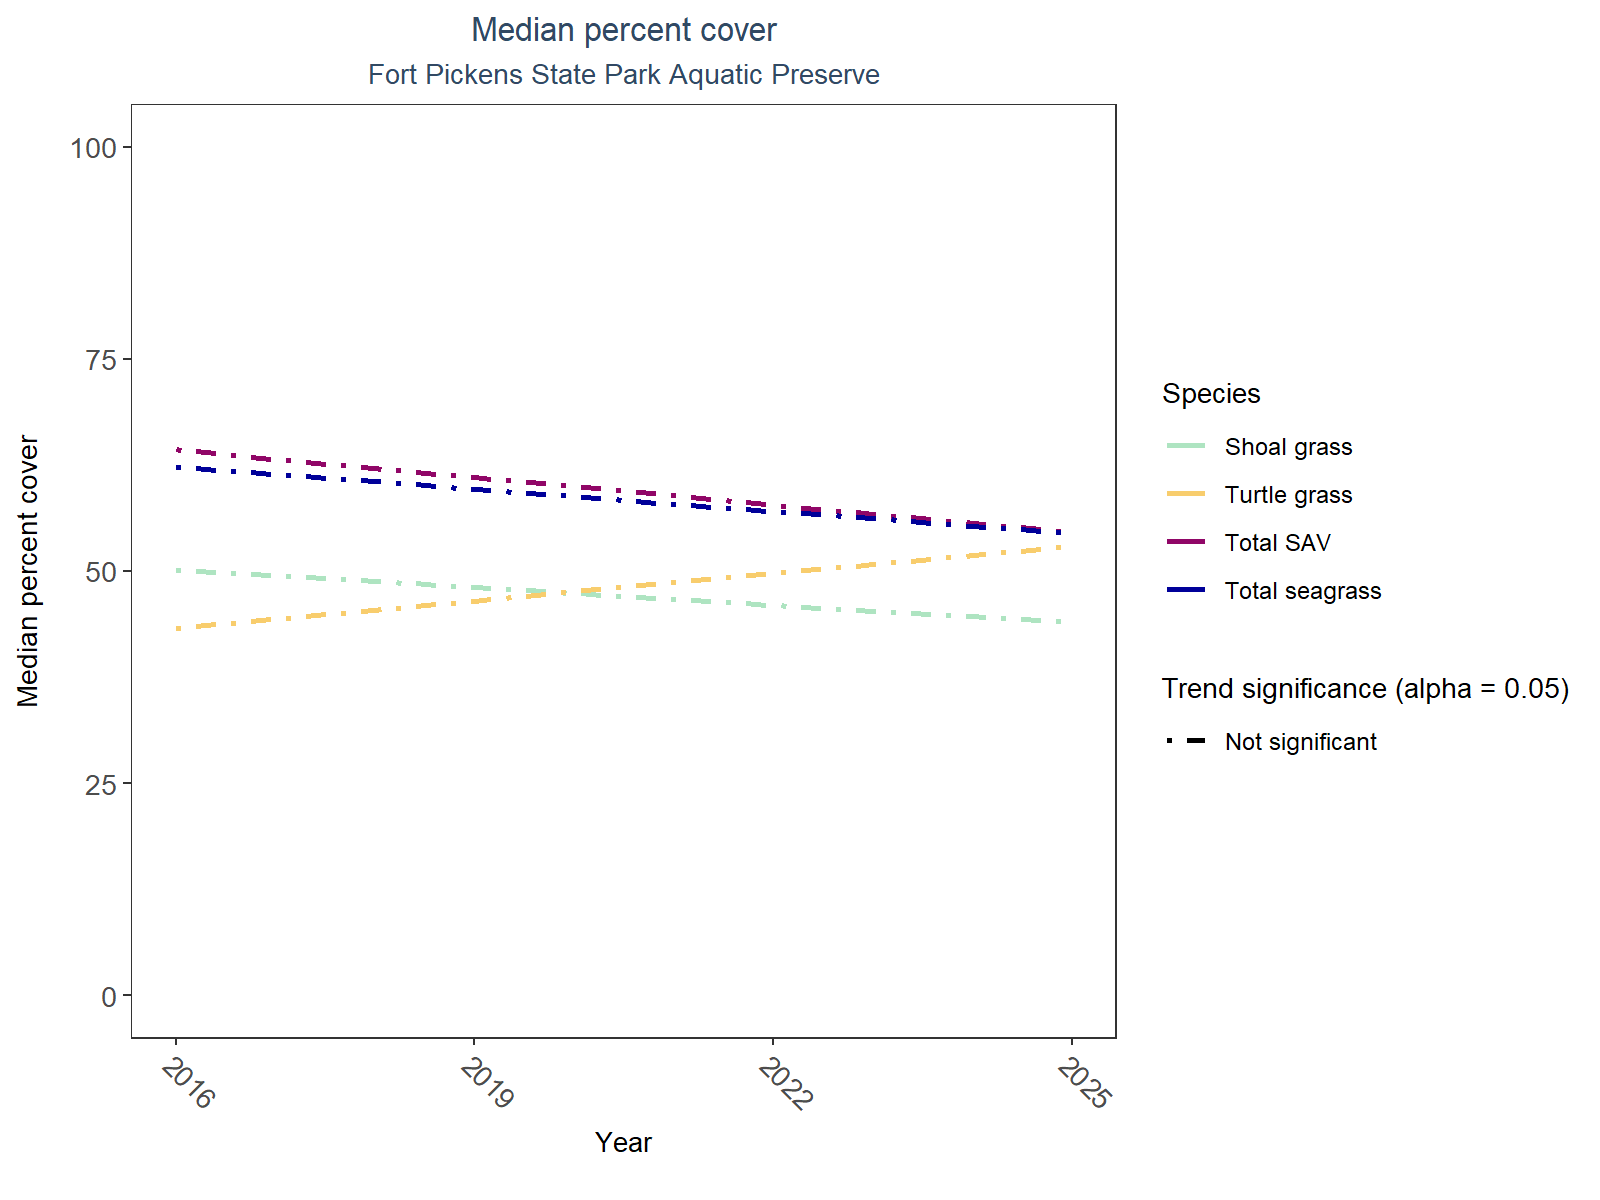 Median percent cover
Fort Pickens State Park Aquatic Preserve
Median percent cover
100
75
50
25
0
2016
2019
2022
2025
Year
Species
Shoal grass
Turtle grass
Total SAV
Total seagrass
Trend significance (alpha = 0.05)
Not significant